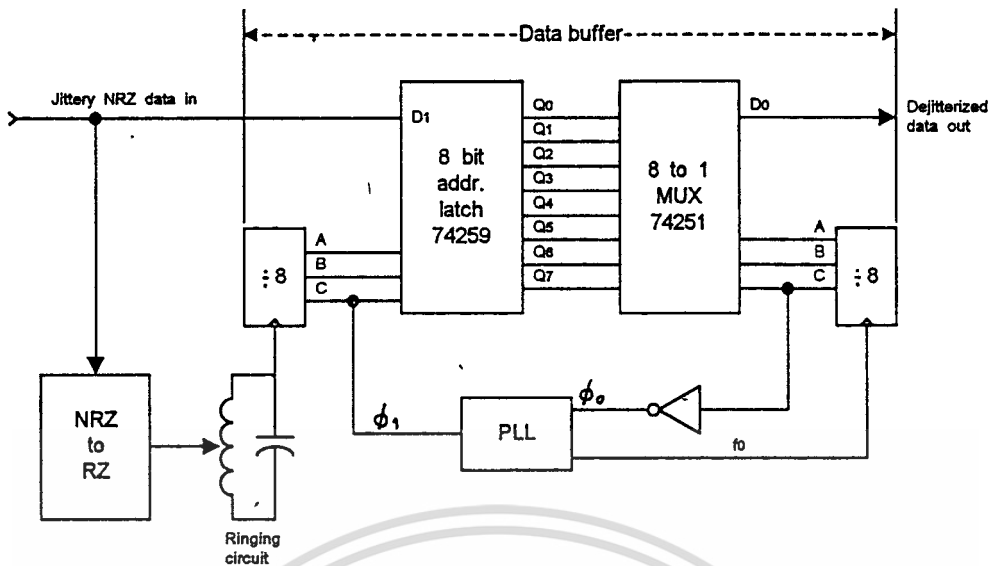 Data buffer
Jittery NRZ data in
D1
8 bit
addr.
latch
74259
Q0
Q1
Q2
Q3
Q4
Q5
Q6
Q7
8 to 1
MUX
74251
D0
Dejitterized
data out
÷8
A
B
C
A
B
C
÷8
NRZ
to
RZ
ϕ1
PLL
ϕ0
f0
Ringing
circuit